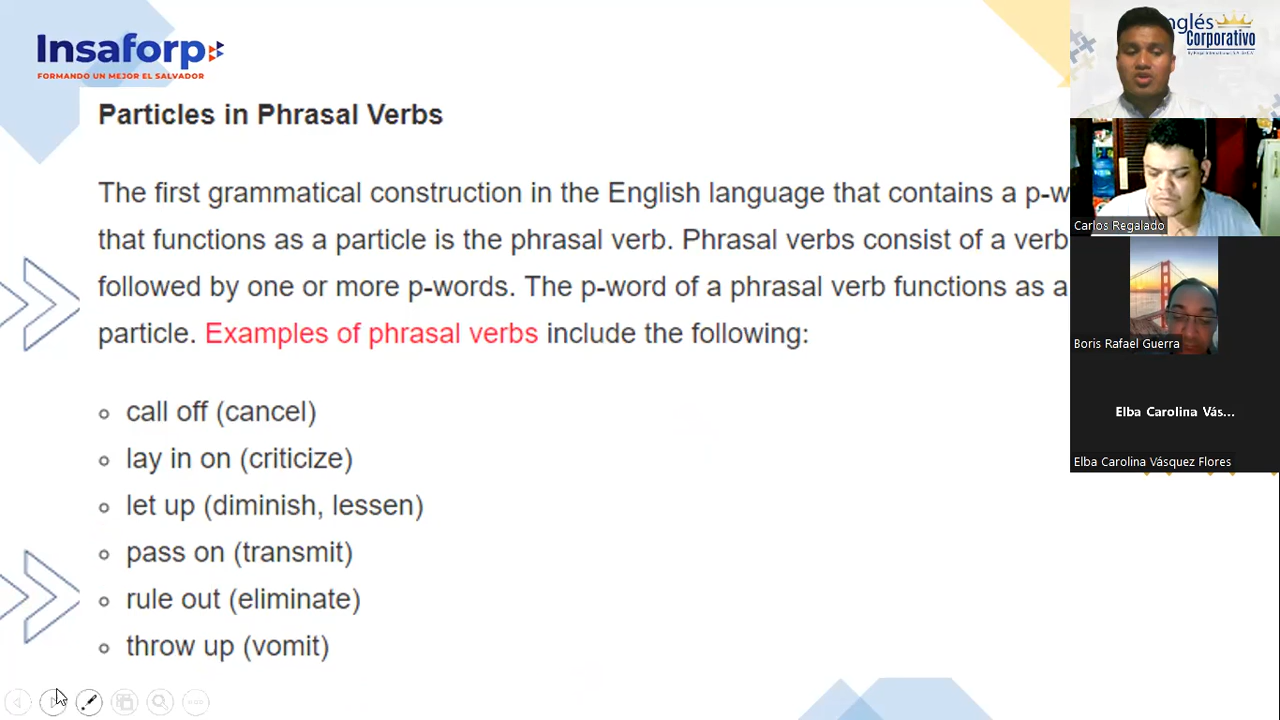 Insaforp
FORMANDO UN MEJOR EL SALVADOR
Particles in Phrasal Verbs
The first grammatical construction in the English language that contains a
that functions as a particle is the phrasal verb. Phrasal verbs consist of a verb
followed by one or more p-words. The p-word of a phrasal verb functions as a
particle. Examples of phrasal verbs include the following:
call off (cancel)
lay in on (criticize)
let up (diminish, lessen)
pass on (transmit)
rule out (eliminate)
throw up (vomit)
Corporativo
Carlos Regalado
Boris Rafael Guerra
Elba Carolina Vás...
Elba Carolina Vásquez Flores